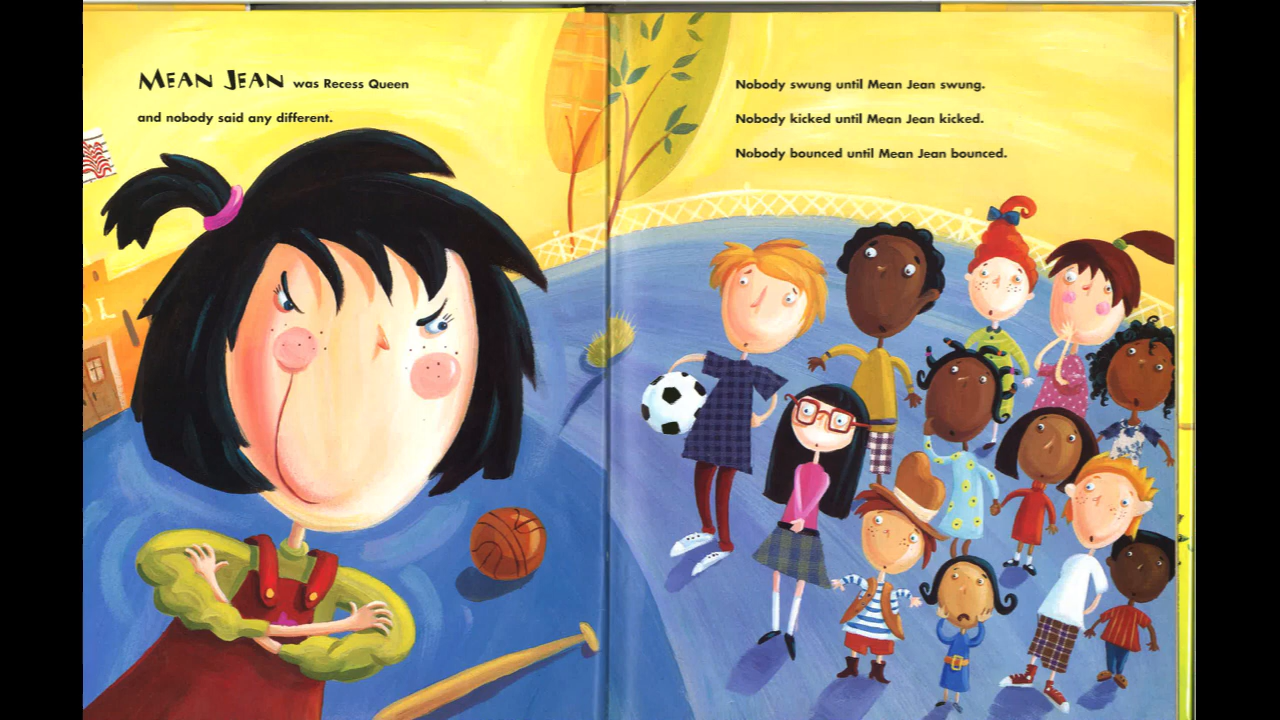 MEAN JEAN was Recess Queen
and nobody said any different.
Nobody swung until Mean Jean swung.
Nobody kicked until Mean Jean kicked.
Nobody bounced until Mean Jean bounced.